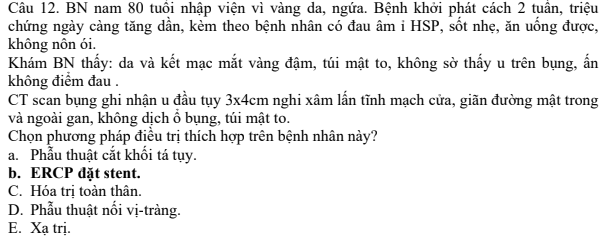 Câu 12. BN nam 80 tuổi nhập viện vì vàng da, ngứa. Bệnh khởi phát cách 2 tuần, triệu
chứng ngày càng tăng dần, kèm theo bệnh nhân có đau âm i HSP, sốt nhẹ, ăn uống được,
không nôn ói.
Khám BN thấy: da và kết mạc mắt vàng đậm, túi mật to, không sờ thấy u trên bụng, ấn
không điểm đau .
CT scan bụng ghi nhận u đầu tụy 3x4cm nghi xâm lấn tĩnh mạch cửa, giãn đường mật trong
và ngoài gan, không dịch ổ bụng, túi mật to.
Chọn phương pháp điều trị thích hợp trên bệnh nhân này?
a. Phẫu thuật cắt khối tá tụy.
b. ERCP đặt stent.
C. Hóa trị toàn thân.
D. Phẫu thuật nối vị-tràng.
E. Xạ trị.